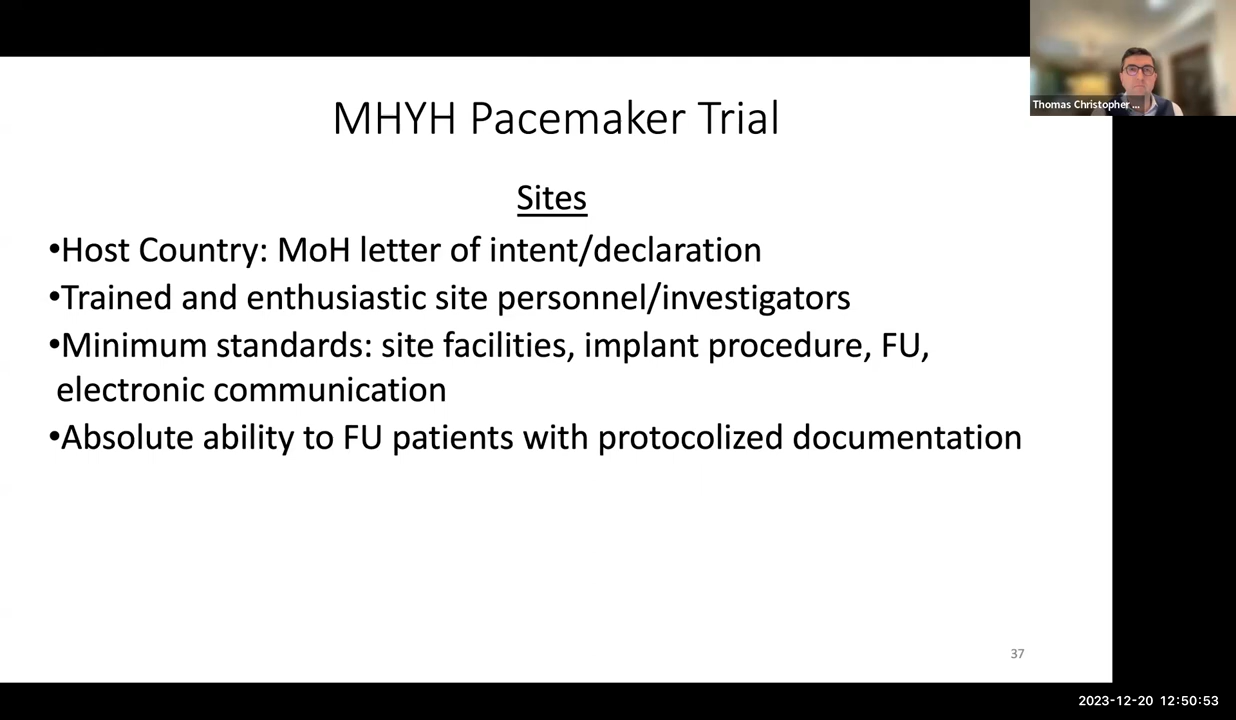 Thomas Christopher ...
MHYH Pacemaker Trial
Sites
•Host Country: MoH letter of intent/declaration
•Trained and enthusiastic site personnel/investigators
•Minimum standards: site facilities, implant procedure, FU,
electronic communication
•Absolute ability to FU patients with protocolized documentation
37
2023-12-20 12:50:53